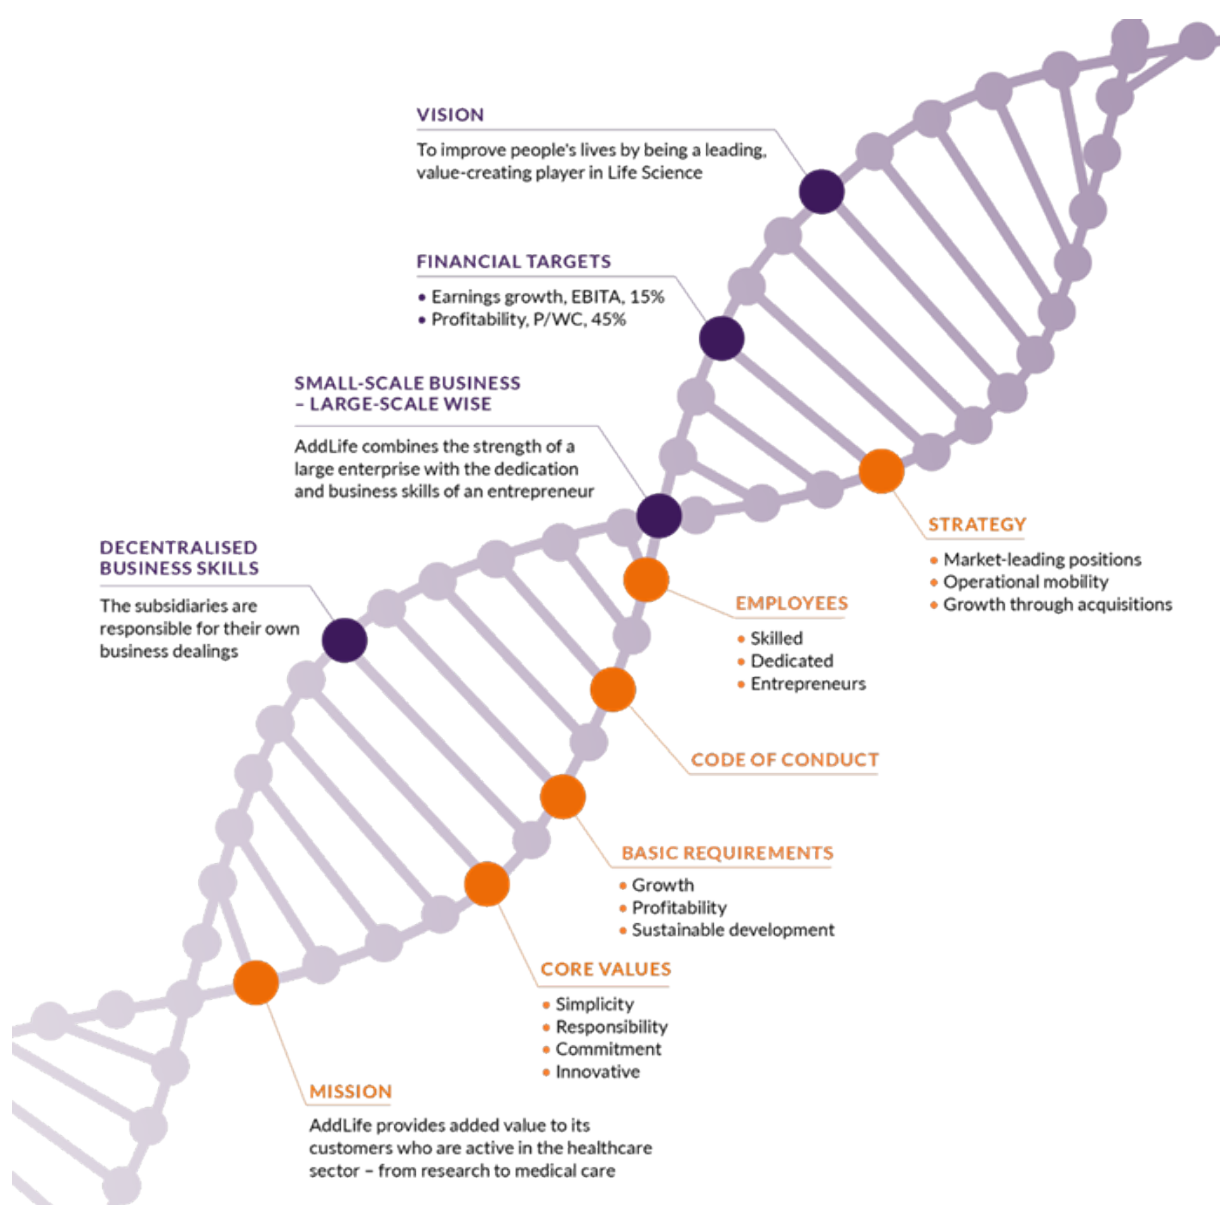 VISION
To improve people's lives by being a leading,
value-creating player in Life Science
FINANCIAL TARGETS
• Earnings growth, EBITA, 15%
• Profitability, P/WC, 45%
SMALL-SCALE BUSINESS
– LARGE-SCALE WISE
AddLife combines the strength of a
large enterprise with the dedication
and business skills of an entrepreneur
DECENTRALISED
BUSINESS SKILLS
The subsidiaries are
responsible for their own
business dealings
STRATEGY
• Market-leading positions
• Operational mobility
• Growth through acquisitions
EMPLOYEES
• Skilled
• Dedicated
• Entrepreneurs
CODE OF CONDUCT
BASIC REQUIREMENTS
• Growth
• Profitability
• Sustainable development
CORE VALUES
• Simplicity
• Responsibility
• Commitment
• Innovative
MISSION
AddLife provides added value to its
customers who are active in the healthcare
sector – from research to medical care